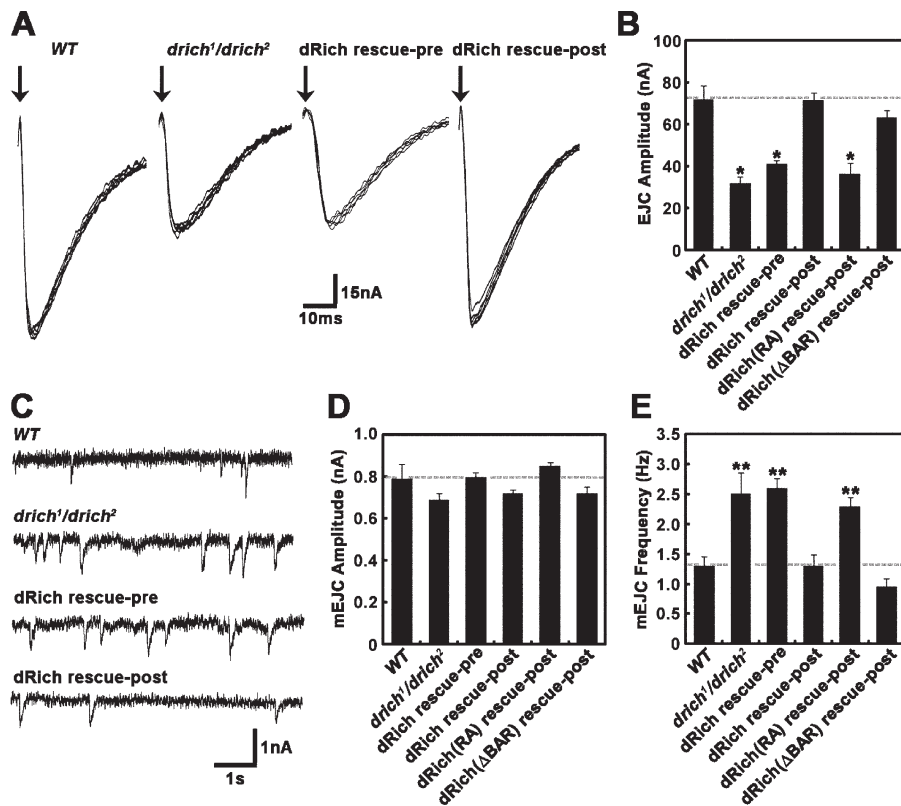 A
WT
drich¹/drich²
dRich rescue-pre
dRich rescue-post
15nA
10ms
B
EJC Amplitude (nA)
100
80
60
40
20
0
*
*
*
WT
drich¹/drich²
dRich rescue-pre
dRich rescue-post
dRich(RA) rescue-post
dRich(ΔBAR) rescue-post
C
WT
drich¹/drich²
dRich rescue-pre
dRich rescue-post
1nA
1s
D
mEJC Amplitude (nA)
1.0
0.8
0.6
0.4
0.2
0
WT
drich¹/drich²
dRich rescue-pre
dRich rescue-post
dRich(RA) rescue-post
dRich(ΔBAR) rescue-post
E
mEJC Frequency (Hz)
3.5
3.0
2.5
2.0
1.5
1.0
0.5
0
**
**
**
WT
drich¹/drich²
dRich rescue-pre
dRich rescue-post
dRich(RA) rescue-post
dRich(ΔBAR) rescue-post